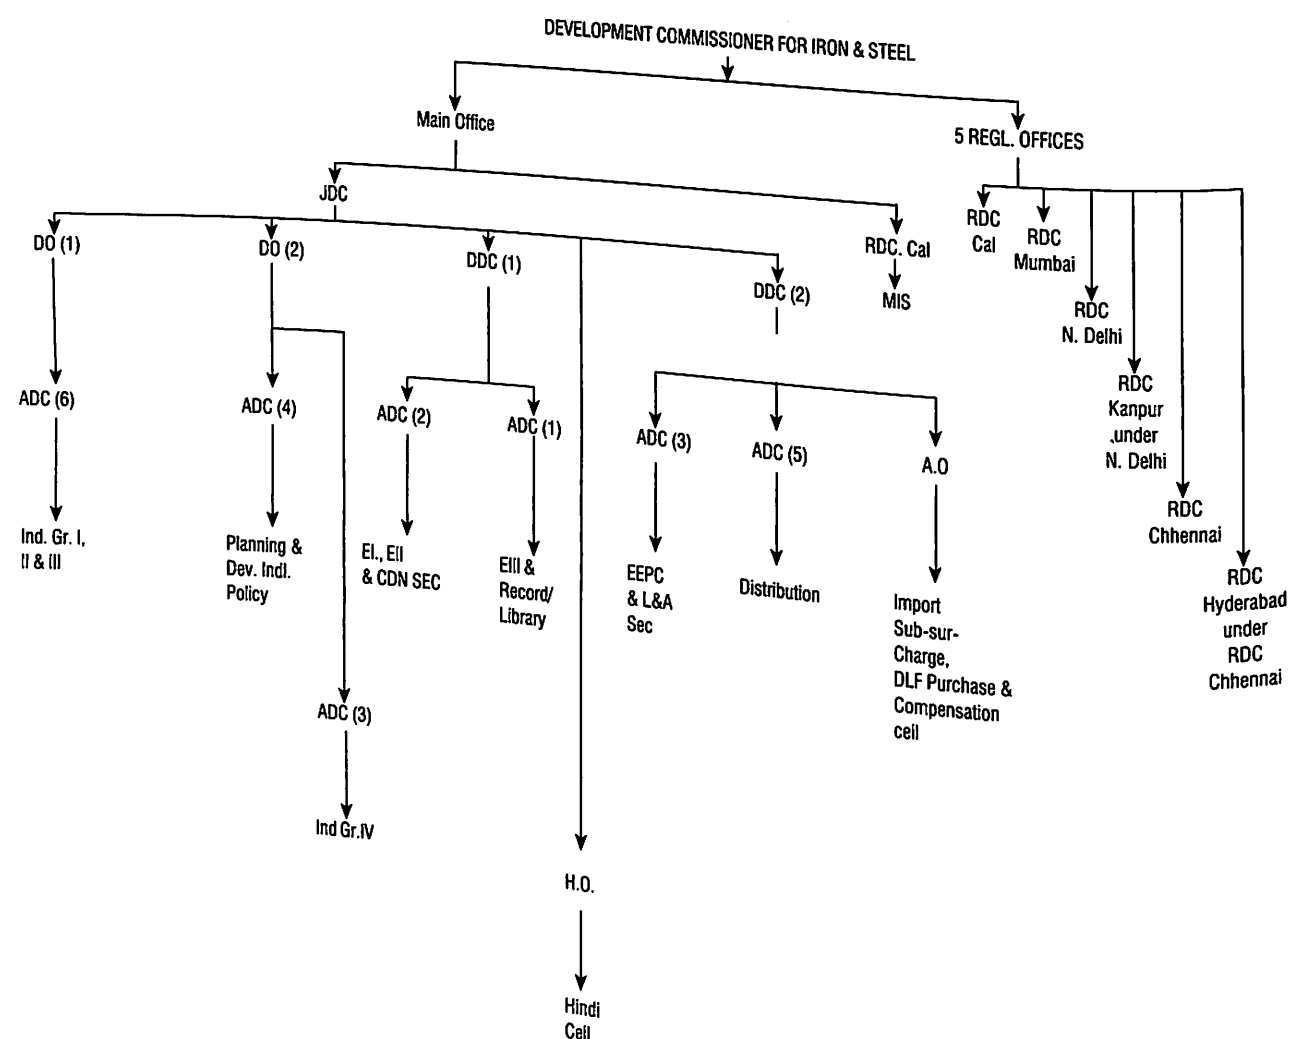 DEVELOPMENT COMMISSIONER FOR IRON & STEEL
Main Office
5 REGL. OFFICES
JDC
RDC. Cal
MIS
RDC
Cal
RDC
Mumbai
RDC
N. Delhi
RDC
Kanpur
under
N. Delhi
RDC
Chhennai
RDC
Hyderabad
under
RDC
Chhennai
DO (1)
DO (2)
DDC (1)
DDC (2)
ADC (6)
ADC (4)
ADC (2)
ADC (1)
ADC (3)
ADC (5)
A.O
Ind. Gr. I,
II & III
Planning &
Dev. Indl.
Policy
EI., EII
& CDN SEC
EIII &
Record/
Library
EEPC
& L&A
Sec
Distribution
Import
Sub-sur-
Charge,
DLF Purchase &
Compensation
cell
ADC (3)
Ind Gr.IV
H.O.
Hindi
Cell